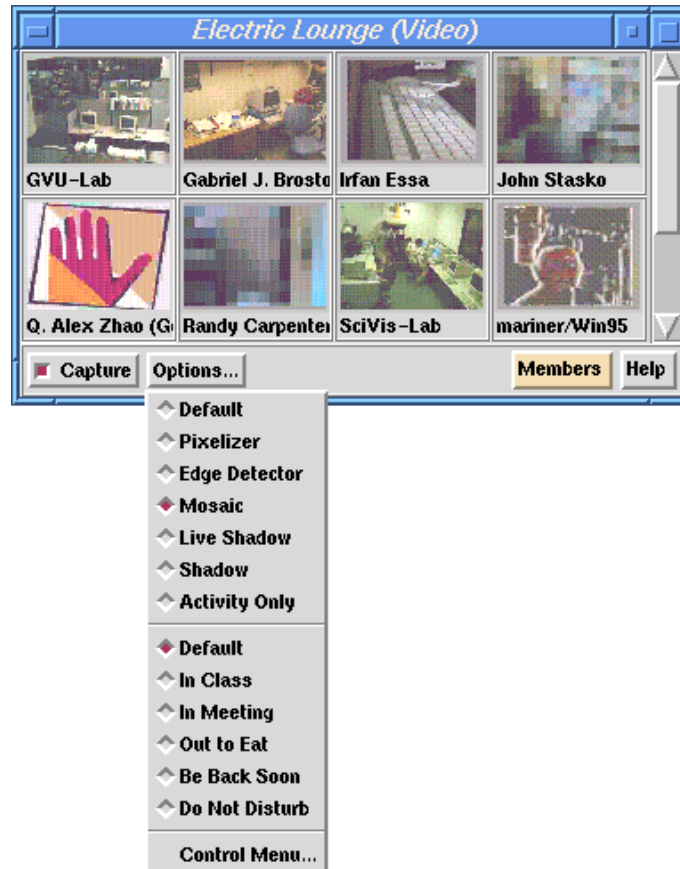 Electric Lounge (Video)
GVU-Lab
Gabriel J. Brosto
Irfan Essa
John Stasko
Q. Alex Zhao (G
Randy Carpenter
SciVis-Lab
mariner/Win95
Capture
Options...
Members
Help
Default
Pixelizer
Edge Detector
Mosaic
Live Shadow
Shadow
Activity Only
Default
In Class
In Meeting
Out to Eat
Be Back Soon
Do Not Disturb
Control Menu...